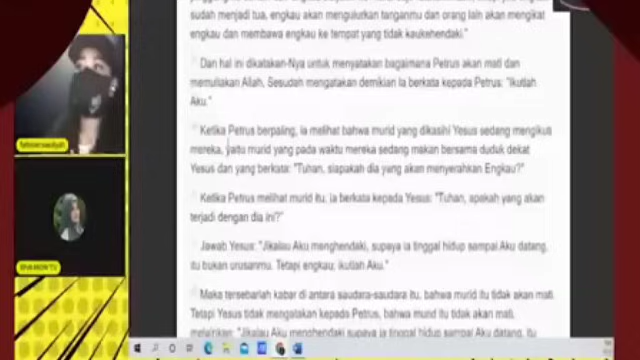 sudah menjadi tua, engkau akan mengulurkan tanganmu dan orang lain akan mengikat
engkau dan membawa engkau ke tempat yang tidak kaukehendaki."
Dan hal ini dikatakan-Nya untuk menyatakan bagaimana Petrus akan mati dan
memuliakan Allah. Sesudah mengatakan demikian Ia berkata kepada Petrus: "Ikutlah
Aku."
Ketika Petrus berpaling, ia melihat bahwa murid yang dikasihi Yesus sedang mengikuti
mereka, yaitu murid yang pada waktu mereka sedang makan bersama duduk dekat
Yesus dan yang berkata: "Tuhan, siapakah dia yang akan menyerahkan Engkau?"
Ketika Petrus melihat murid itu, ia berkata kepada Yesus: "Tuhan, apakah yang akan
terjadi dengan dia ini?"
Jawab Yesus: "Jikalau Aku menghendaki, supaya ia tinggal hidup sampai Aku datang,
itu bukan urusanmu. Tetapi engkau: ikutlah Aku."
Maka tersebarlah kabar di antara saudara-saudara itu, bahwa murid itu tidak akan mati.
Tetapi Yesus tidak mengatakan kepada Petrus, bahwa murid itu tidak akan mati,
melainkan: "Jikalau Aku menghendaki supaya ia tinggal hidup sampai Aku datang, itu